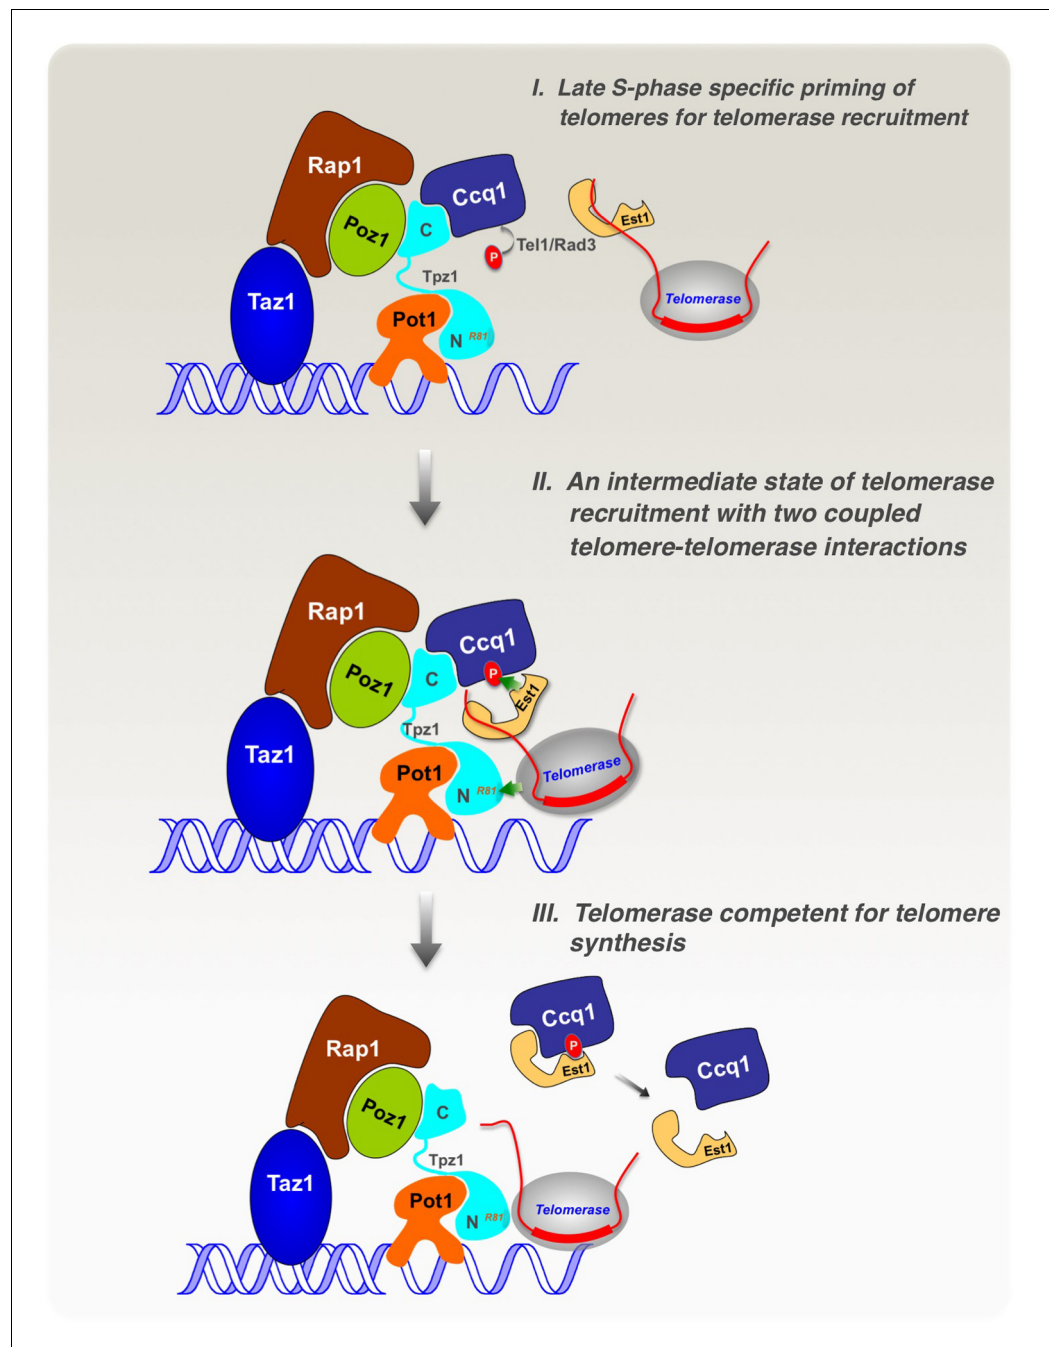 I. Late S-phase specific priming of
telomeres for telomerase recruitment
Rap1
Ccq1
Poz1
C
Est1
Tel1/Rad3
P
Tpz1
Taz1
Telomerase
Pot1
N
R81
II. An intermediate state of telomerase
recruitment with two coupled
telomere-telomerase interactions
Rap1
Ccq1
P
Poz1
C
Est1
Tpz1
Taz1
Pot1
Telomerase
N
R81
III. Telomerase competent for telomere
synthesis
Ccq1
Rap1
P
Est1
Ccq1
Poz1
C
Est1
Tpz1
Taz1
Pot1
Telomerase
N
R81